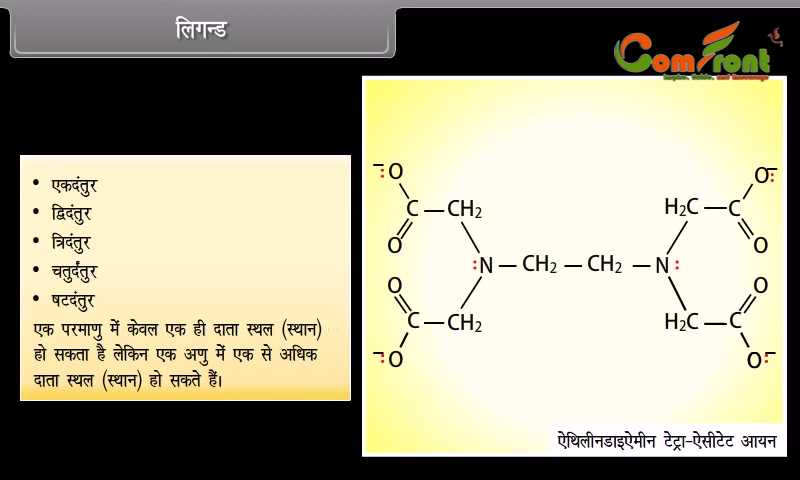 लिगन्ड
Comfront
• एकदंतुर
• द्विदंतुर
• त्रिदंतुर
• चतुर्दंतुर
• षटदंतुर
एक परमाणु में केवल एक ही दाता स्थल (स्थान)
हो सकता है लेकिन एक अणु में एक से अधिक
दाता स्थल (स्थान) हो सकते हैं।
–:O O:–
C — CH₂ H₂C — C
O O
:N — CH₂ — CH₂ — N:
O O
C — CH₂ H₂C — C
–:O O:–
ऐथिलीनडाइऐमीन टेट्रा-ऐसीटेट आयन